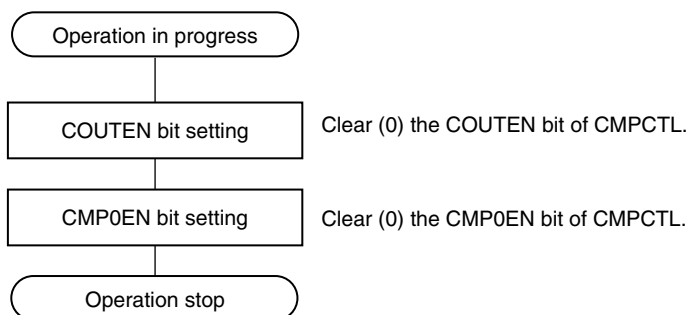 Operation in progress
COUTEN bit setting
Clear (0) the COUTEN bit of CMPCTL.
CMP0EN bit setting
Clear (0) the CMP0EN bit of CMPCTL.
Operation stop